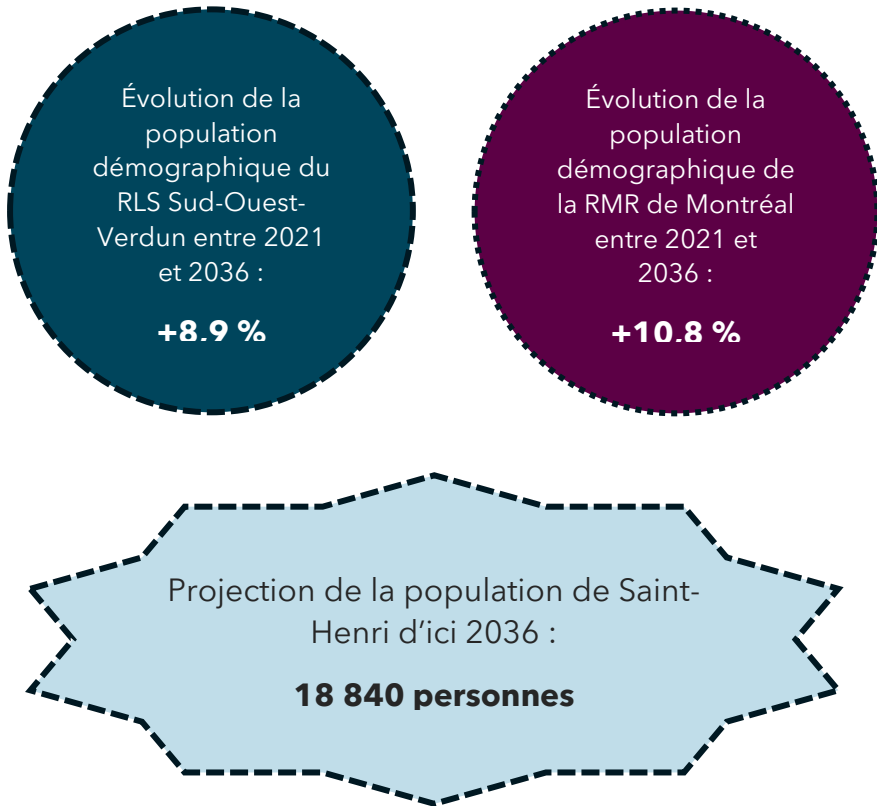 Évolution de la
population
démographique du
RLS Sud-Ouest-
Verdun entre 2021
et 2036 :
+8,9 %
Évolution de la
population
démographique de
la RMR de Montréal
entre 2021 et
2036 :
+10,8 %
Projection de la population de Saint-
Henri d’ici 2036 :
18 840 personnes